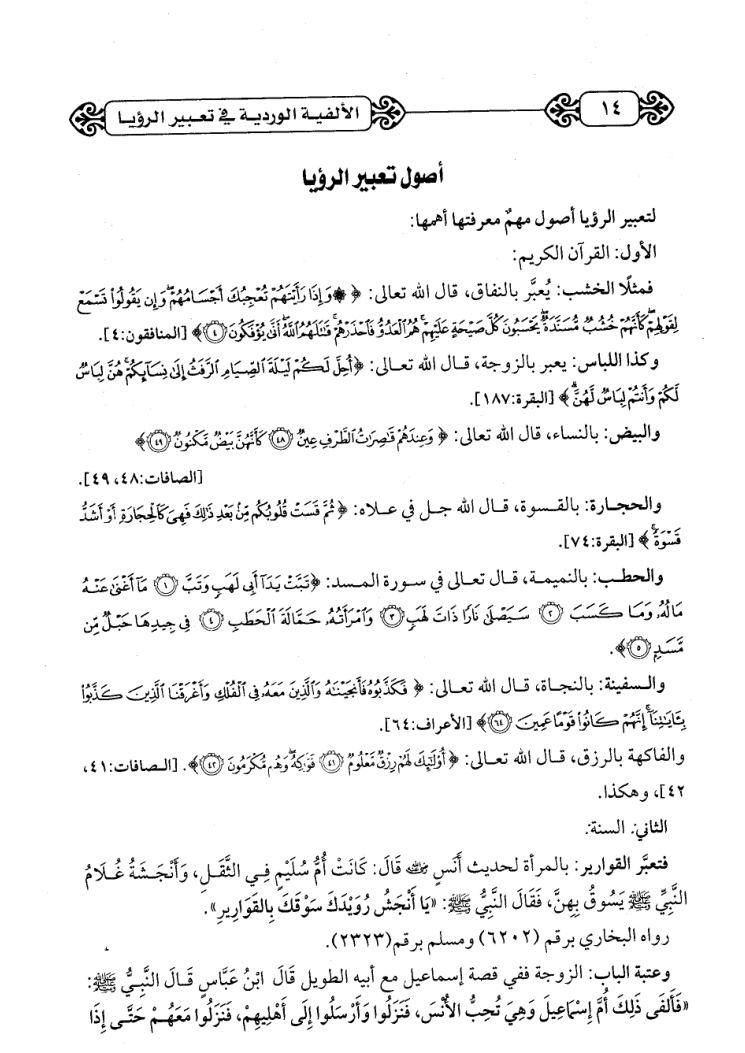 ١٤
الألفية الوردية في تعبير الرؤيا
أصول تعبير الرؤيا
لتعبير الرؤيا أصول مهمٌ معرفتها أهمها:
الأول: القرآن الكريم:
فمثلًا الخشب: يُعبَّر بالنفاق، قال الله تعالى: ﴿ ۞ وَإِذَا رَأَيْتَهُمْ تُعْجِبُكَ أَجْسَامُهُمْ ۖ وَإِن يَقُولُوا۟ تَسْمَعْ
لِقَوْلِهِمْ ۖ كَأَنَّهُمْ خُشُبٌ مُّسَنَّدَةٌ ۖ يَحْسَبُونَ كُلَّ صَيْحَةٍ عَلَيْهِمْ ۚ هُمُ الْعَدُوُّ فَاحْذَرْهُمْ ۚ قَاتَلَهُمُ اللَّهُ ۖ أَنَّىٰ يُؤْفَكُونَ ﴿٤﴾ ﴾ [المنافقون:٤].
وكذا اللباس: يعبر بالزوجة، قال الله تعالى: ﴿أُحِلَّ لَكُمْ لَيْلَةَ الصِّيَامِ الرَّفَثُ إِلَىٰ نِسَآئِكُمْ ۚ هُنَّ لِبَاسٌ
لَّكُمْ وَأَنتُمْ لِبَاسٌ لَّهُنَّ ۗ ﴾ [البقرة:١٨٧].
والبيض: بالنساء، قال الله تعالى: ﴿ وَعِندَهُمْ قَاصِرَاتُ الطَّرْفِ عِينٌ ﴿٤٨﴾ كَأَنَّهُنَّ بَيْضٌ مَّكْنُونٌ ﴿٤٩﴾ ﴾
[الصافات:٤٨، ٤٩].
والحجارة: بالقسوة، قال الله جل في علاه: ﴿ ثُمَّ قَسَتْ قُلُوبُكُم مِّنۢ بَعْدِ ذَٰلِكَ فَهِىَ كَالْحِجَارَةِ أَوْ أَشَدُّ
قَسْوَةً ۚ ﴾ [البقرة:٧٤].
والحطب: بالنميمة، قال تعالى في سورة المسد: ﴿تَبَّتْ يَدَآ أَبِى لَهَبٍ وَتَبَّ ﴿١﴾ مَآ أَغْنَىٰ عَنْهُ
مَالُهُۥ وَمَا كَسَبَ ﴿٢﴾ سَيَصْلَىٰ نَارًا ذَاتَ لَهَبٍ ﴿٣﴾ وَامْرَأَتُهُۥ حَمَّالَةَ الْحَطَبِ ﴿٤﴾ فِى جِيدِهَا حَبْلٌ مِّن
مَّسَدٍۭ ﴿٥﴾ ﴾.
والسفينة: بالنجاة، قال الله تعالى: ﴿ فَكَذَّبُوهُ فَأَنجَيْنَاهُ وَالَّذِينَ مَعَهُۥ فِى الْفُلْكِ وَأَغْرَقْنَا الَّذِينَ كَذَّبُوا۟
بِـَٔايَاتِنَآ ۚ إِنَّهُمْ كَانُوا۟ قَوْمًا عَمِينَ ﴿٦٤﴾ ﴾ [الأعراف:٦٤].
والفاكهة بالرزق، قال الله تعالى: ﴿ أُو۟لَٰٓئِكَ لَهُمْ رِزْقٌ مَّعْلُومٌ ﴿٤١﴾ فَوَاكِهُ ۖ وَهُم مُّكْرَمُونَ ﴿٤٢﴾ ﴾. [الصافات:٤١،
٤٢]، وهكذا.
الثاني: السنة:
فتعبَّر القوارير: بالمرأة لحديث أَنَسٍ رضي الله عنه قَالَ: كَانَتْ أُمُّ سُلَيْمٍ فِي الثَّقَلِ، وَأَنْجَشَةُ غُلَامُ
النَّبِيِّ ﷺ يَسُوقُ بِهِنَّ، فَقَالَ النَّبِيُّ ﷺ: «يَا أَنْجَشُ رُوَيْدَكَ سَوْقَكَ بِالقَوَارِيرِ».
رواه البخاري برقم (٦٢٠٢) ومسلم برقم(٢٣٢٣).
وعتبة الباب: الزوجة ففي قصة إسماعيل مع أبيه الطويل قَالَ ابْنُ عَبَّاسٍ قَالَ النَّبِيُّ ﷺ:
«فَأَلفَى ذَلِكَ أُمَّ إِسْمَاعِيلَ وَهِيَ تُحِبُّ الأُنْسَ، فَنَزَلُوا وَأَرْسَلُوا إِلَى أَهْلِيهِمْ، فَنَزَلُوا مَعَهُمْ حَتَّى إِذَا